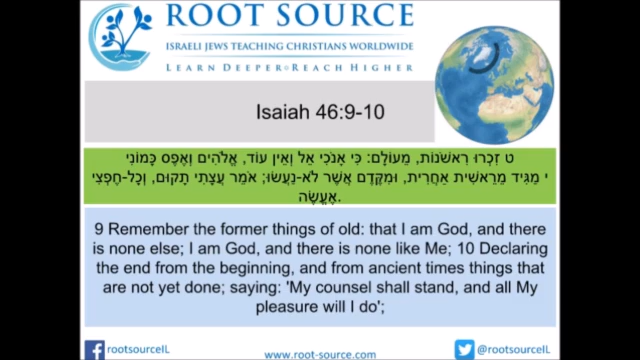 ROOT SOURCE
ISRAELI JEWS TEACHING CHRISTIANS WORLDWIDE
LEARN DEEPER REACH HIGHER
Isaiah 46:9-10
ט זִכְרוּ רִאשֹׁנוֹת, מֵעוֹלָם: כִּי אָנֹכִי אֵל וְאֵין עוֹד, אֱלֹהִים וְאֶפֶס כָּמוֹנִי
י מַגִּיד מֵרֵאשִׁית אַחֲרִית, וּמִקֶּדֶם אֲשֶׁר לֹא-נַעֲשׂוּ; אֹמֵר עֲצָתִי תָקוּם, וְכָל-חֶפְצִי
אֶעֱשֶׂה.
9 Remember the former things of old: that I am God, and there
is none else; I am God, and there is none like Me; 10 Declaring
the end from the beginning, and from ancient times things that
are not yet done; saying: 'My counsel shall stand, and all My
pleasure will I do';
rootsourceIL
www.root-source.com
@rootsourceIL